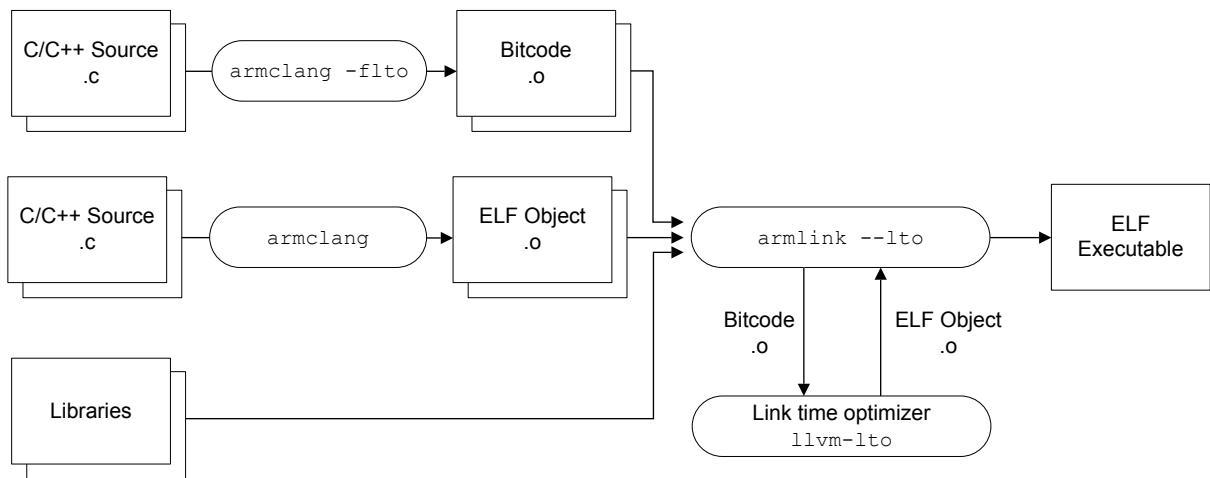 C/C++ Source
.c
armclang -flto
Bitcode
.o
C/C++ Source
.c
armclang
ELF Object
.o
armlink --lto
ELF
Executable
Bitcode
.o
ELF Object
.o
Libraries
Link time optimizer
llvm-lto